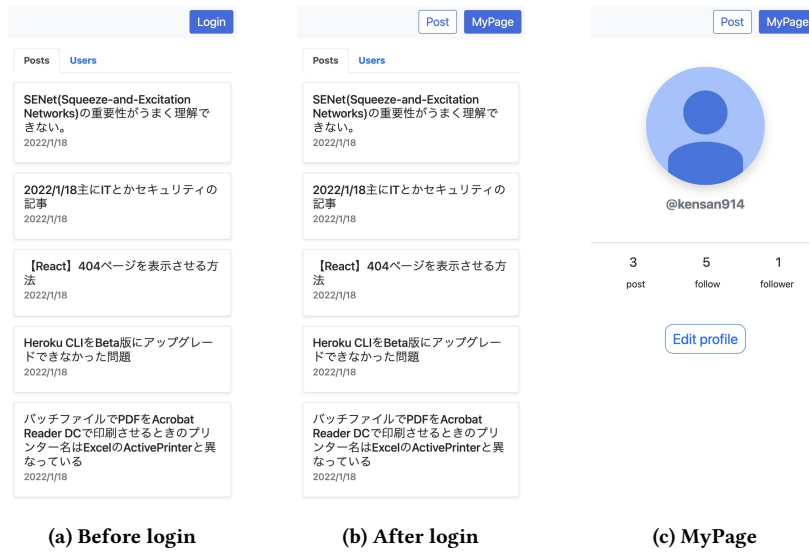 Login
Posts Users
SENet(Squeeze-and-Excitation
Networks)の重要性がうまく理解で
きない。
2022/1/18
2022/1/18主にITとかセキュリティの
記事
2022/1/18
【React】404ページを表示させる方
法
2022/1/18
Heroku CLIをBeta版にアップグレー
ドできなかった問題
2022/1/18
バッチファイルでPDFをAcrobat
Reader DCで印刷させるときのプリ
ンター名はExcelのActivePrinterと異
なっている
2022/1/18
(a) Before login
Post MyPage
Posts Users
SENet(Squeeze-and-Excitation
Networks)の重要性がうまく理解で
きない。
2022/1/18
2022/1/18主にITとかセキュリティの
記事
2022/1/18
【React】404ページを表示させる方
法
2022/1/18
Heroku CLIをBeta版にアップグレー
ドできなかった問題
2022/1/18
バッチファイルでPDFをAcrobat
Reader DCで印刷させるときのプリ
ンター名はExcelのActivePrinterと異
なっている
2022/1/18
(b) After login
Post MyPage
@kensan914
3 5 1
post follow follower
Edit profile
(c) MyPage